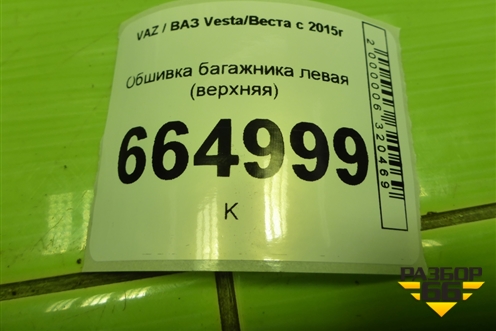 VAZ / ВАЗ Vesta/Веста с 2015г
Обшивка багажника левая
(верхняя)
664999
К
2000006320469
РАЗБОР
66